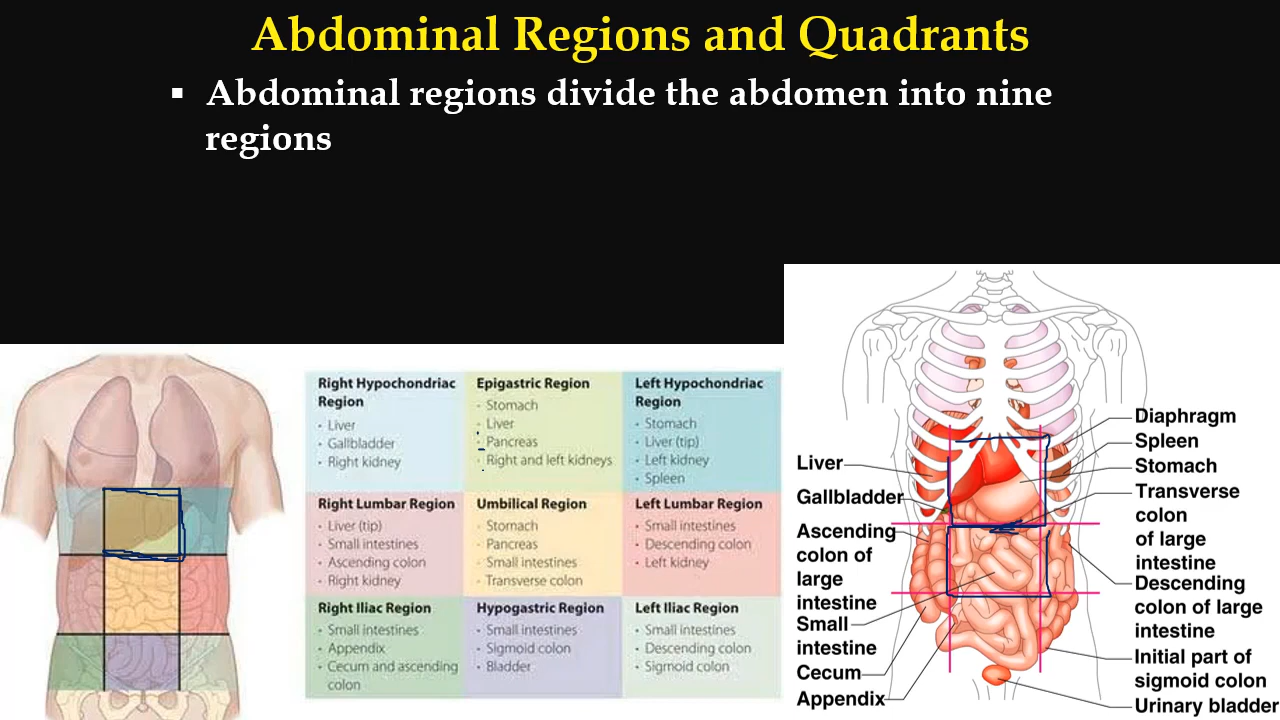 Abdominal Regions and Quadrants
▪ Abdominal regions divide the abdomen into nine
regions
Right Hypochondriac
Region
• Liver
• Gallbladder
• Right kidney
Epigastric Region
• Stomach
• Liver
• Pancreas
• Right and left kidneys
Left Hypochondriac
Region
• Stomach
• Liver (tip)
• Left kidney
• Spleen
Right Lumbar Region
• Liver (tip)
• Small intestines
• Ascending colon
• Right kidney
Umbilical Region
• Stomach
• Pancreas
• Small intestines
• Transverse colon
Left Lumbar Region
• Small intestines
• Descending colon
• Left kidney
Right Iliac Region
• Small intestines
• Appendix
• Cecum and ascending
colon
Hypogastric Region
• Small intestines
• Sigmoid colon
• Bladder
Left Iliac Region
• Small intestines
• Descending colon
• Sigmoid colon
Liver
Gallbladder
Ascending
colon of
large
intestine
Small
intestine
Cecum
Appendix
Diaphragm
Spleen
Stomach
Transverse
colon
of large
intestine
Descending
colon of large
intestine
Initial part of
sigmoid colon
Urinary bladder